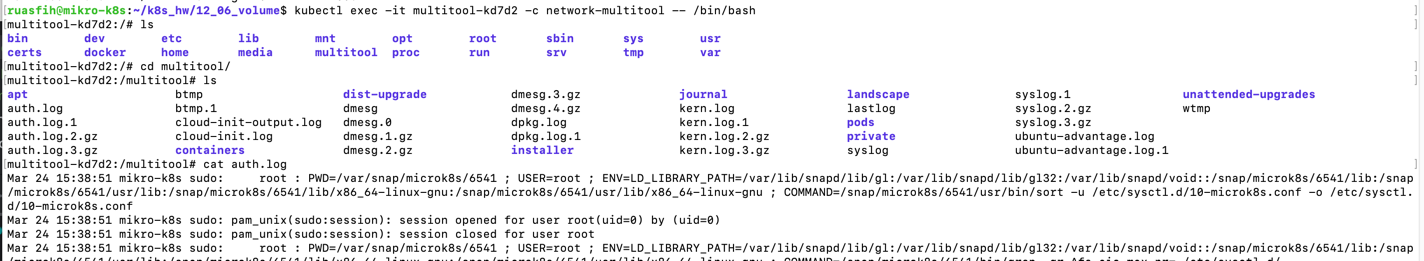 [ruasfih@mikro-k8s:~/k8s_hw/12_06_volume$ kubectl exec -it multitool-kd7d2 -c network-multitool -- /bin/bash ]
[multitool-kd7d2:/# ls ]
bin dev etc lib mnt opt root sbin sys usr
certs docker home media multitool proc run srv tmp var
[multitool-kd7d2:/# cd multitool/ ]
[multitool-kd7d2:/multitool# ls ]
apt btmp dist-upgrade dmesg.3.gz journal landscape syslog.1 unattended-upgrades
auth.log btmp.1 dmesg dmesg.4.gz kern.log lastlog syslog.2.gz wtmp
auth.log.1 cloud-init-output.log dmesg.0 dpkg.log kern.log.1 pods syslog.3.gz
auth.log.2.gz cloud-init.log dmesg.1.gz dpkg.log.1 kern.log.2.gz private ubuntu-advantage.log
auth.log.3.gz containers dmesg.2.gz installer kern.log.3.gz syslog ubuntu-advantage.log.1
[multitool-kd7d2:/multitool# cat auth.log ]
Mar 24 15:38:51 mikro-k8s sudo: root : PWD=/var/snap/microk8s/6541 ; USER=root ; ENV=LD_LIBRARY_PATH=/var/lib/snapd/lib/gl:/var/lib/snapd/lib/gl32:/var/lib/snapd/void::/snap/microk8s/6541/lib:/snap
/microk8s/6541/usr/lib:/snap/microk8s/6541/lib/x86_64-linux-gnu:/snap/microk8s/6541/usr/lib/x86_64-linux-gnu ; COMMAND=/snap/microk8s/6541/usr/bin/sort -u /etc/sysctl.d/10-microk8s.conf -o /etc/sysctl.
d/10-microk8s.conf
Mar 24 15:38:51 mikro-k8s sudo: pam_unix(sudo:session): session opened for user root(uid=0) by (uid=0)
Mar 24 15:38:51 mikro-k8s sudo: pam_unix(sudo:session): session closed for user root
Mar 24 15:38:51 mikro-k8s sudo: root : PWD=/var/snap/microk8s/6541 ; USER=root ; ENV=LD_LIBRARY_PATH=/var/lib/snapd/lib/gl:/var/lib/snapd/lib/gl32:/var/lib/snapd/void::/snap/microk8s/6541/lib:/snap